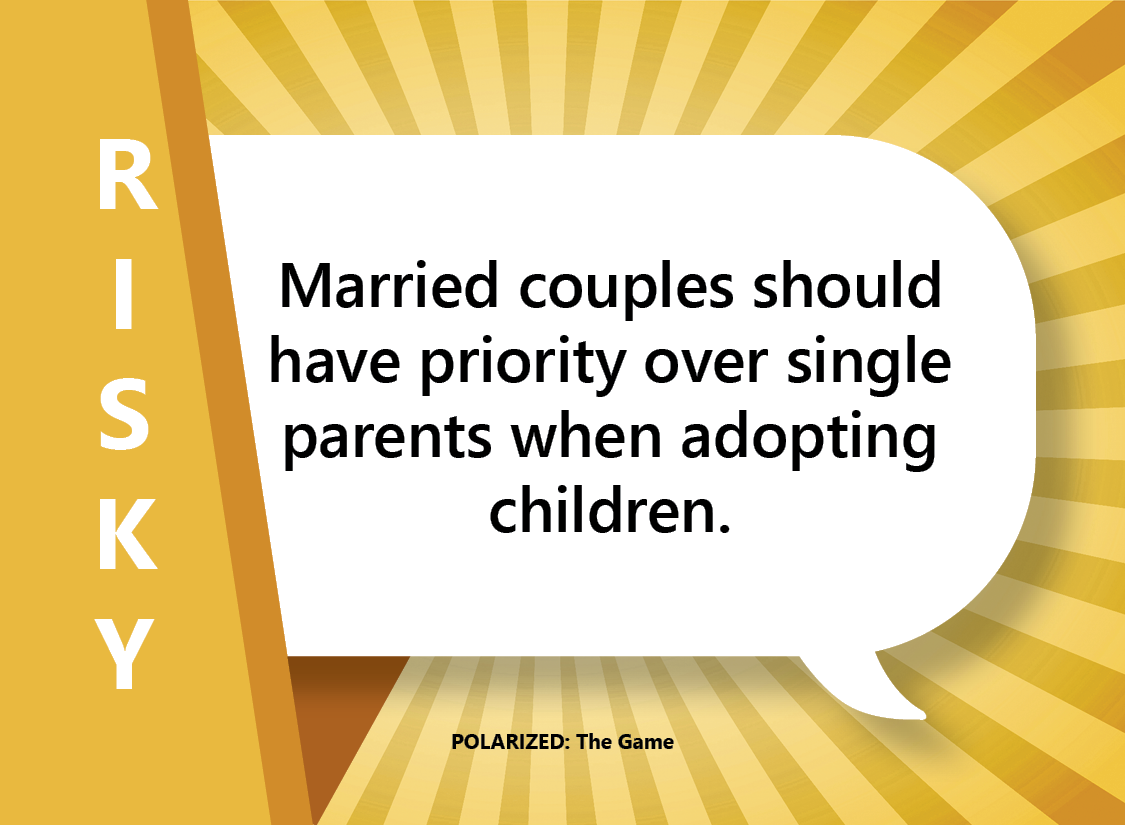 RISKY
Married couples should
have priority over single
parents when adopting
children.
POLARIZED: The Game